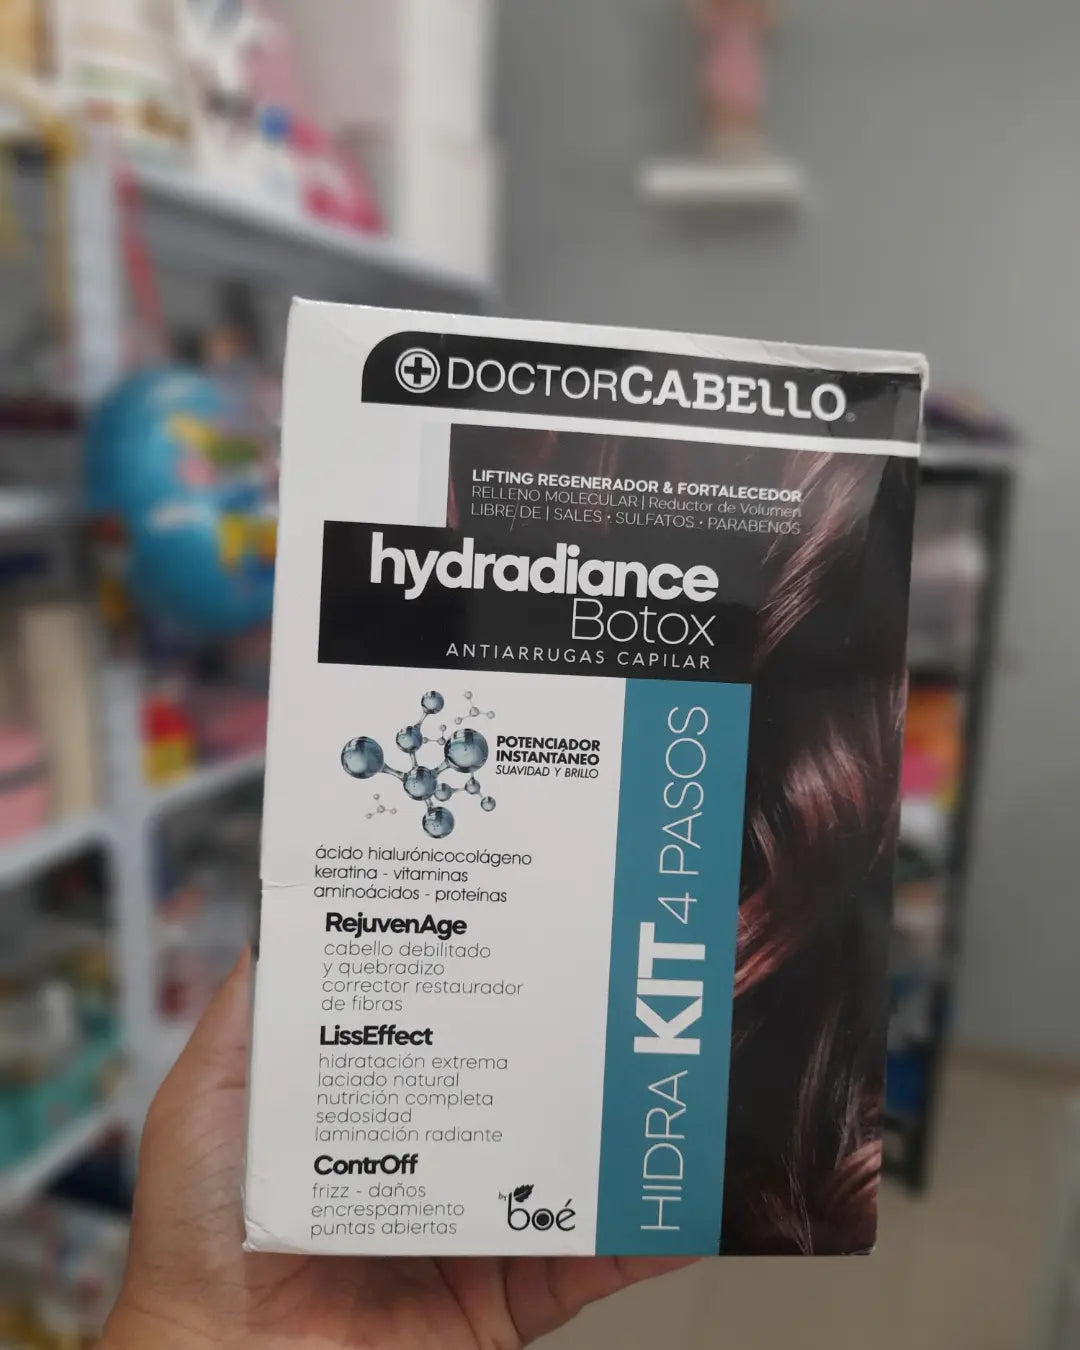 DOCTORCABELLO®
LIFTING REGENERADOR & FORTALECEDOR
RELLENO MOLECULAR | Reductor de Volumen
LIBRE DE | SALES · SULFATOS · PARABENOS
hydradiance
Botox
ANTIARRUGAS CAPILAR
POTENCIADOR
INSTANTÁNEO
SUAVIDAD Y BRILLO
ácido hialurónicocolágeno
keratina - vitaminas
aminoácidos - proteínas
RejuvenAge
cabello debilitado
y quebradizo
corrector restaurador
de fibras
LissEffect
hidratación extrema
laciado natural
nutrición completa
sedosidad
laminación radiante
ContrOff
frizz - daños
encrespamiento
puntas abiertas
by boé
HIDRA KIT 4 PASOS